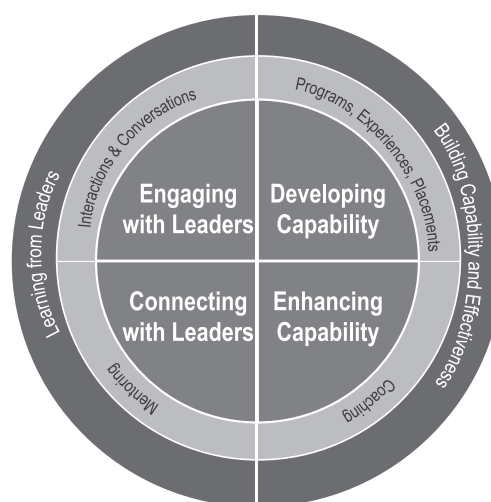 Learning from Leaders
Building Capability and Effectiveness
Interactions & Conversations
Programs, Experiences, Placements
Engaging
with Leaders
Developing
Capability
Connecting
with Leaders
Enhancing
Capability
Mentoring
Coaching